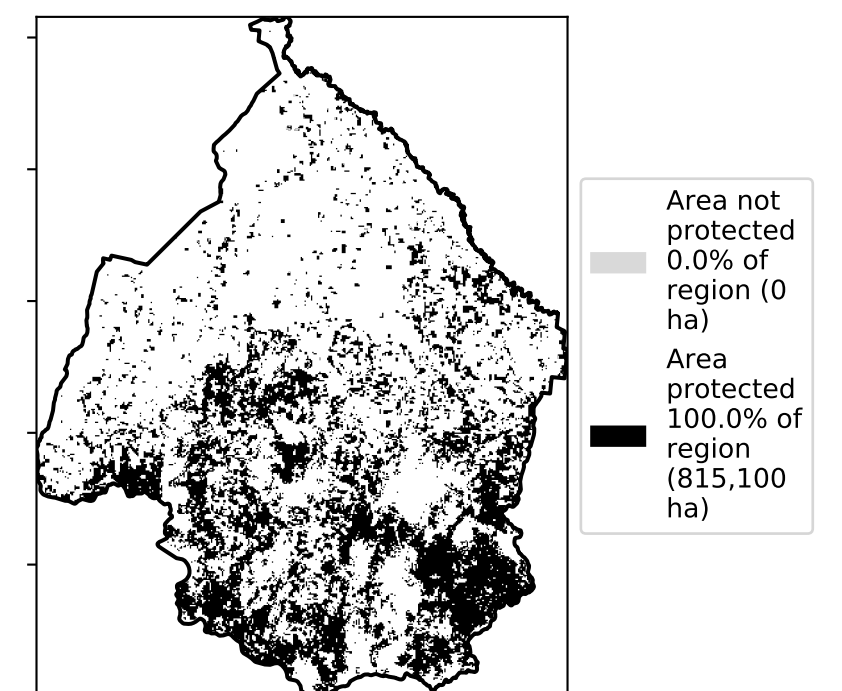 Area not
protected
0.0% of
region (0
ha)
Area
protected
100.0% of
region
(815,100
ha)